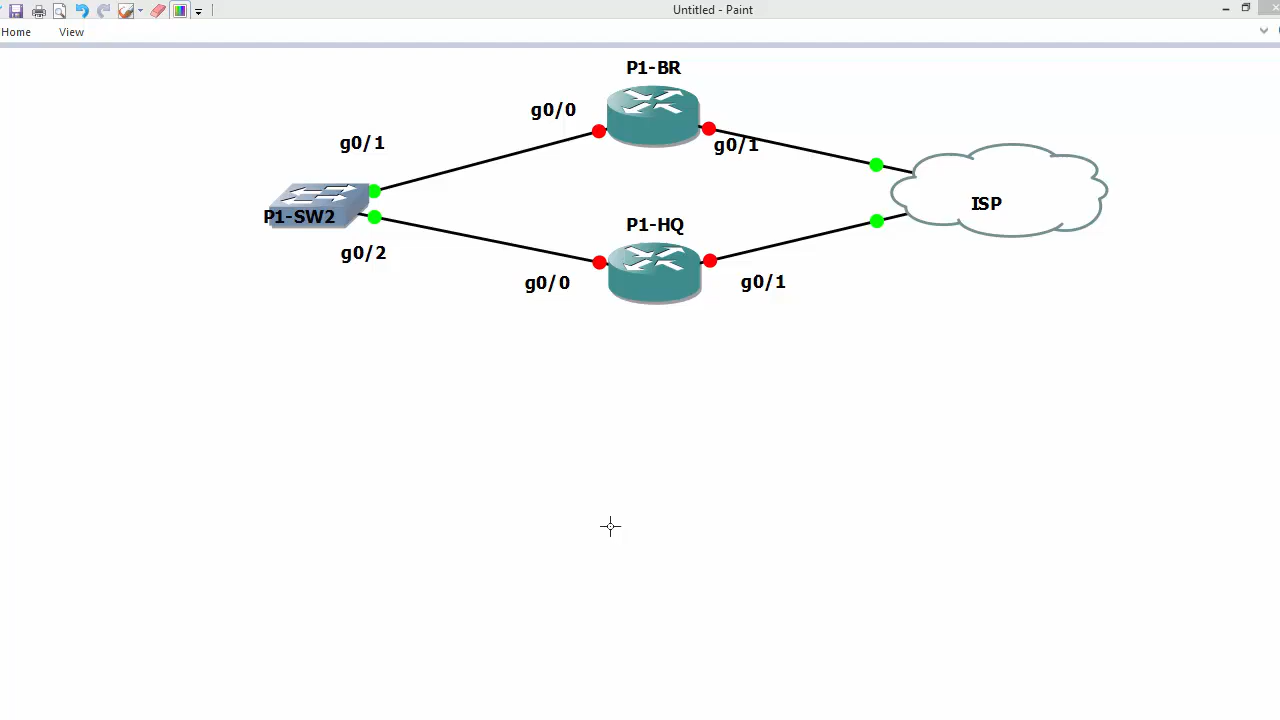 Untitled - Paint
Home View
P1-BR
g0/0
g0/1
g0/1
P1-SW2
ISP
P1-HQ
g0/2
g0/0
g0/1